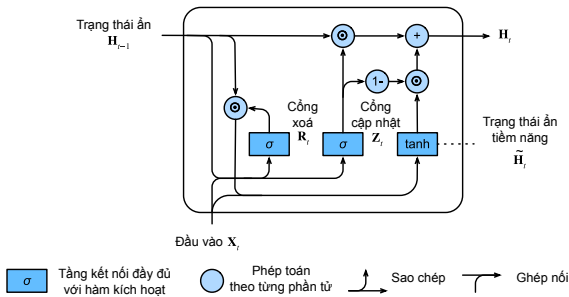 Trạng thái ẩn
H_{t−1}
H_t
+
1-
Cổng
xoá
R_t
Cổng
cập nhật
Z_t
σ
σ
tanh
Trạng thái ẩn
tiềm năng
H̃_t
Đầu vào X_t
σ
Tầng kết nối đầy đủ
với hàm kích hoạt
Phép toán
theo từng phần tử
Sao chép
Ghép nối